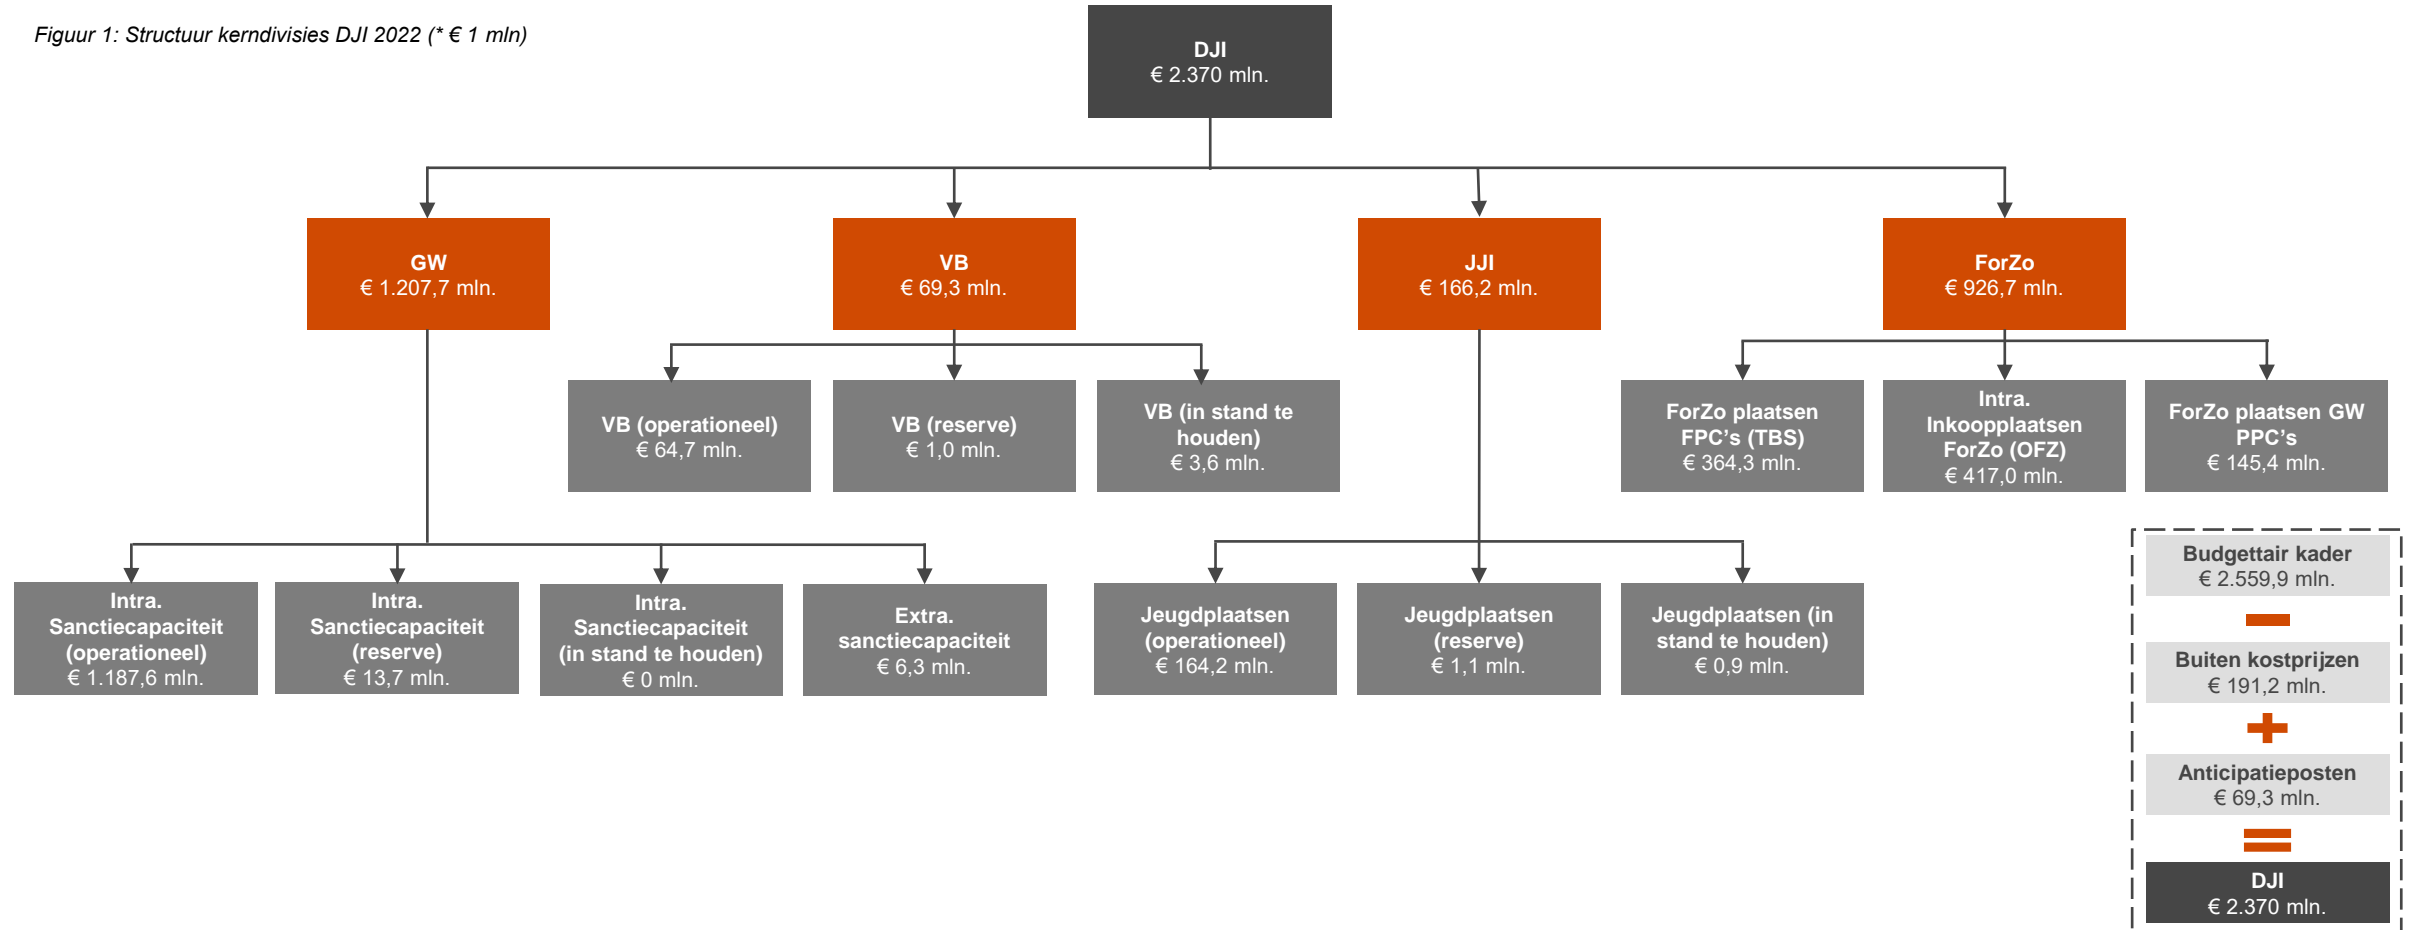 Figuur 1: Structuur kerndivisies DJI 2022 (* € 1 mln)
DJI
€ 2.370 mln.
GW
€ 1.207,7 mln.
VB
€ 69,3 mln.
JJI
€ 166,2 mln.
ForZo
€ 926,7 mln.
VB (operationeel)
€ 64,7 mln.
VB (reserve)
€ 1,0 mln.
VB (in stand te
houden)
€ 3,6 mln.
ForZo plaatsen
FPC's (TBS)
€ 364,3 mln.
Intra.
Inkoopplaatsen
ForZo (OFZ)
€ 417,0 mln.
ForZo plaatsen GW
PPC's
€ 145,4 mln.
Intra.
Sanctiecapaciteit
(operationeel)
€ 1.187,6 mln.
Intra.
Sanctiecapaciteit
(reserve)
€ 13,7 mln.
Intra.
Sanctiecapaciteit
(in stand te houden)
€ 0 mln.
Extra.
sanctiecapaciteit
€ 6,3 mln.
Jeugdplaatsen
(operationeel)
€ 164,2 mln.
Jeugdplaatsen
(reserve)
€ 1,1 mln.
Jeugdplaatsen (in
stand te houden)
€ 0,9 mln.
Budgettair kader
€ 2.559,9 mln.
Buiten kostprijzen
€ 191,2 mln.
Anticipatieposten
€ 69,3 mln.
DJI
€ 2.370 mln.